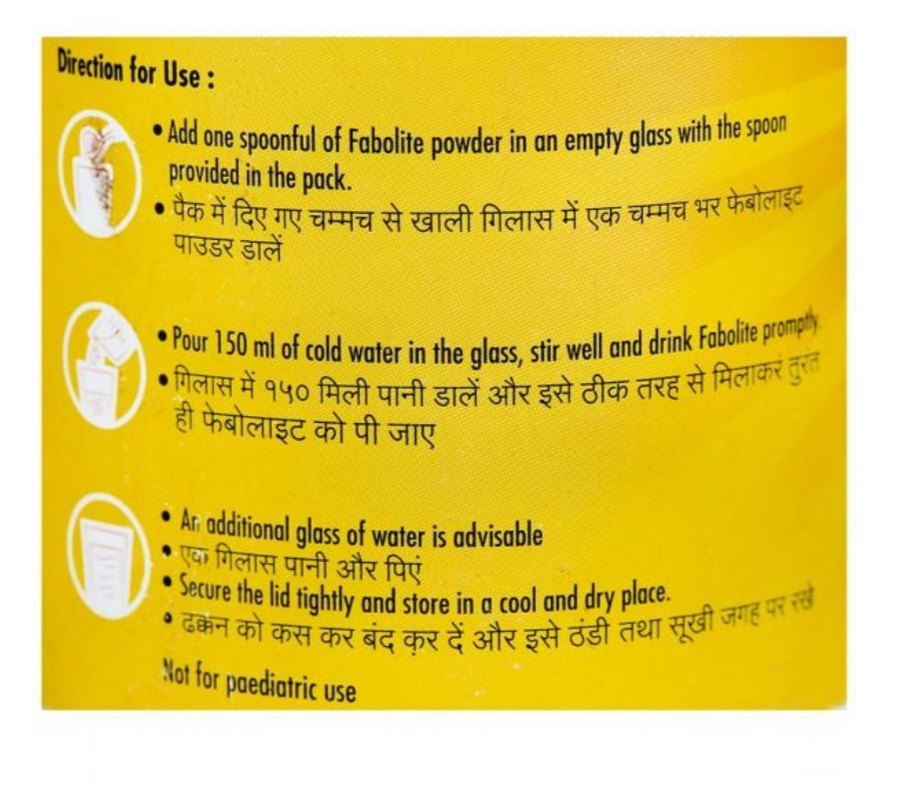 Direction for Use :
• Add one spoonful of Fabolite powder in an empty glass with the spoon
provided in the pack.
• पैक में दिए गए चम्मच से खाली गिलास में एक चम्मच भर फेबोलाइट
पाउडर डालें
• Pour 150 ml of cold water in the glass, stir well and drink Fabolite promptly.
• गिलास में १५० मिली पानी डालें और इसे ठीक तरह से मिलाकर तुरत
ही फेबोलाइट को पी जाए
• An additional glass of water is advisable
• एक गिलास पानी और पिएं
• Secure the lid tightly and store in a cool and dry place.
• ढक्कन को कस कर बंद कर दें और इसे ठंडी तथा सूखी जगह पर रखे
Not for paediatric use